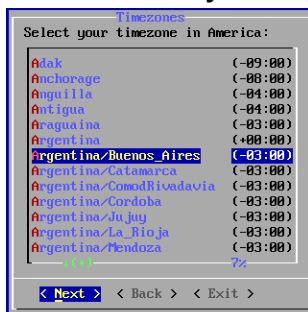 Timezones
Select your timezone in America:
Adak (-09:00)
Anchorage (-08:00)
Anguilla (-04:00)
Antigua (-04:00)
Araguaina (-03:00)
Argentina (+00:00)
Argentina/Buenos_Aires (-03:00)
Argentina/Catamarca (-03:00)
Argentina/ComodRivadavia (-03:00)
Argentina/Cordoba (-03:00)
Argentina/Jujuy (-03:00)
Argentina/La_Rioja (-03:00)
Argentina/Mendoza (-03:00)
↓(+) 7%
< Next > < Back > < Exit >